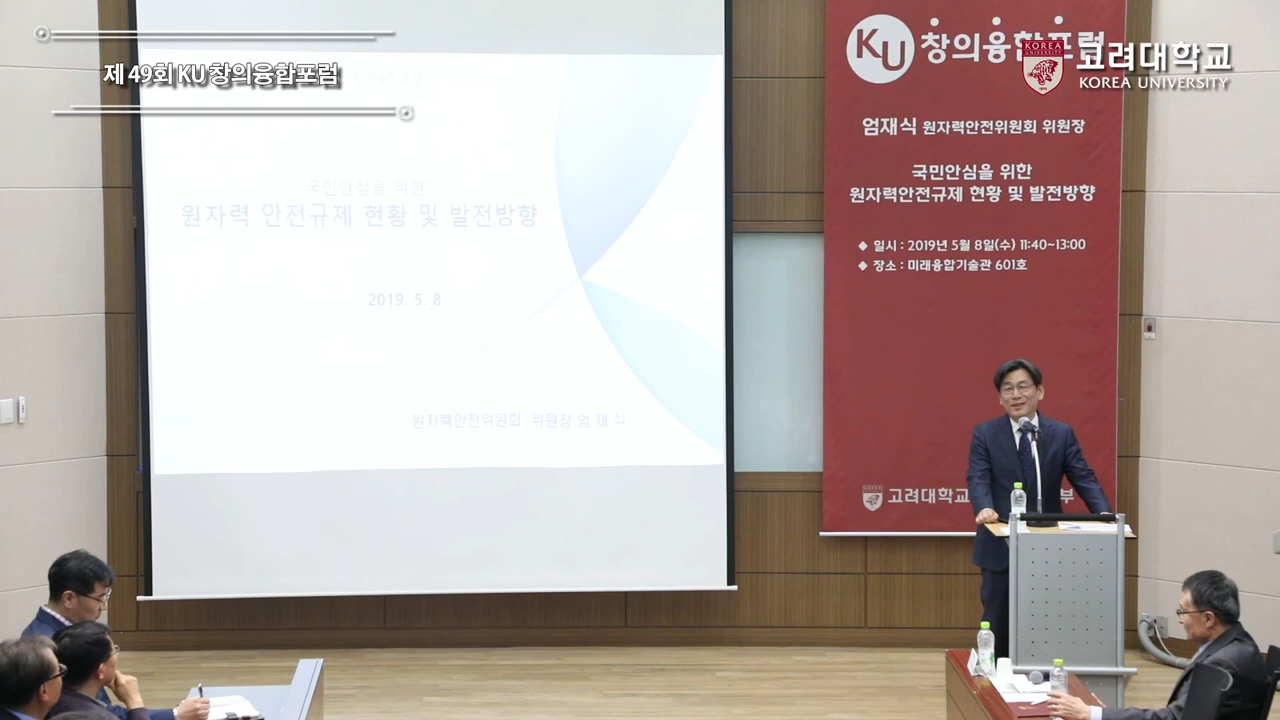 제 49회 KU 창의융합포럼
국민안심을 위한
원자력 안전규제 현황 및 발전방향
2019. 5. 8
원자력안전위원회 위원장 엄 재 식
KU 창의융합포럼
KOREA
UNIVERSITY
고려대학교
KOREA UNIVERSITY
엄재식 원자력안전위원회 위원장
국민안심을 위한
원자력안전규제 현황 및 발전방향
◆ 일시 : 2019년 5월 8일(수) 11:40~13:00
◆ 장소 : 미래융합기술관 601호
고려대학교 부